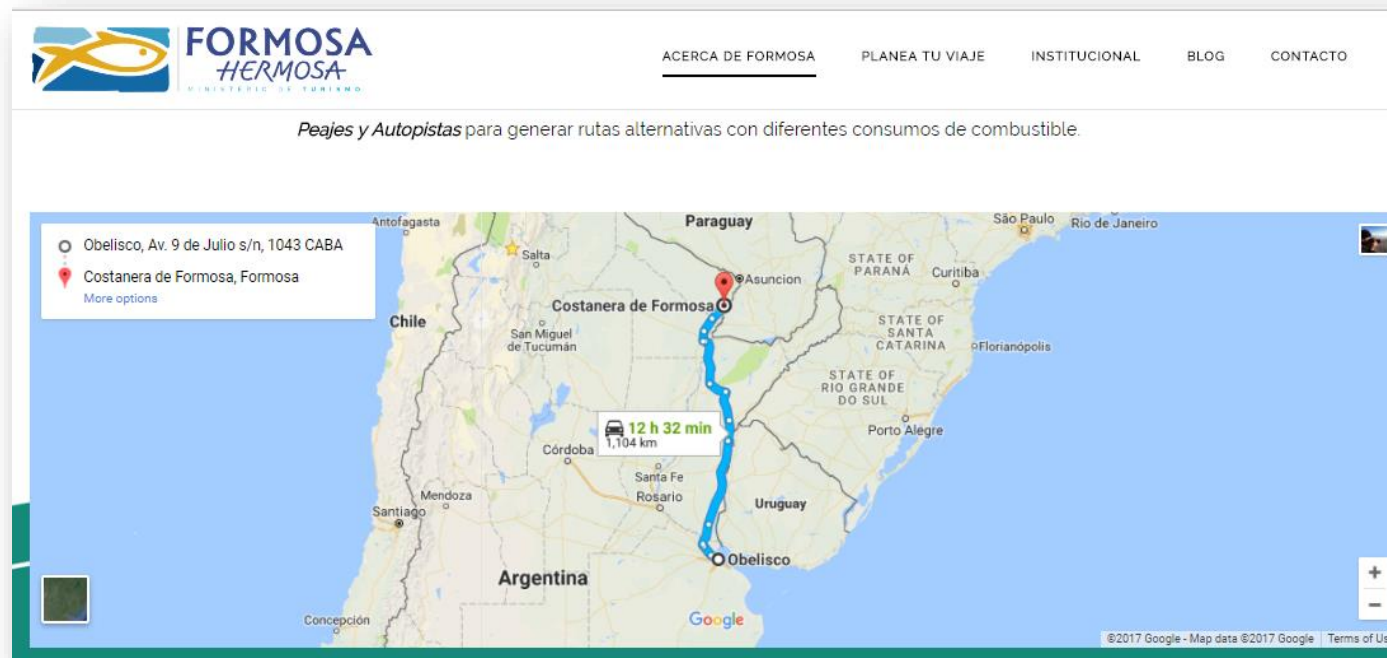 FORMOSA
HERMOSA
MINISTERIO DE TURISMO
ACERCA DE FORMOSA PLANEA TU VIAJE INSTITUCIONAL BLOG CONTACTO
Peajes y Autopistas para generar rutas alternativas con diferentes consumos de combustible.
Obelisco, Av. 9 de Julio s/n, 1043 CABA
Costanera de Formosa, Formosa
More options
Antofagasta
Paraguay
São Paulo
Rio de Janeiro
Salta
Asuncion
STATE OF
PARANÁ
Curitiba
Costanera de Formosa
Chile
San Miguel
de Tucumán
STATE OF
SANTA
CATARINA
Florianópolis
STATE OF
RIO GRANDE
DO SUL
12 h 32 min
1,104 km
Porto Alegre
Córdoba
Santa Fe
Mendoza
Rosario
Uruguay
Santiago
Obelisco
Argentina
Concepción
Google
+
−
©2017 Google - Map data ©2017 Google Terms of Us